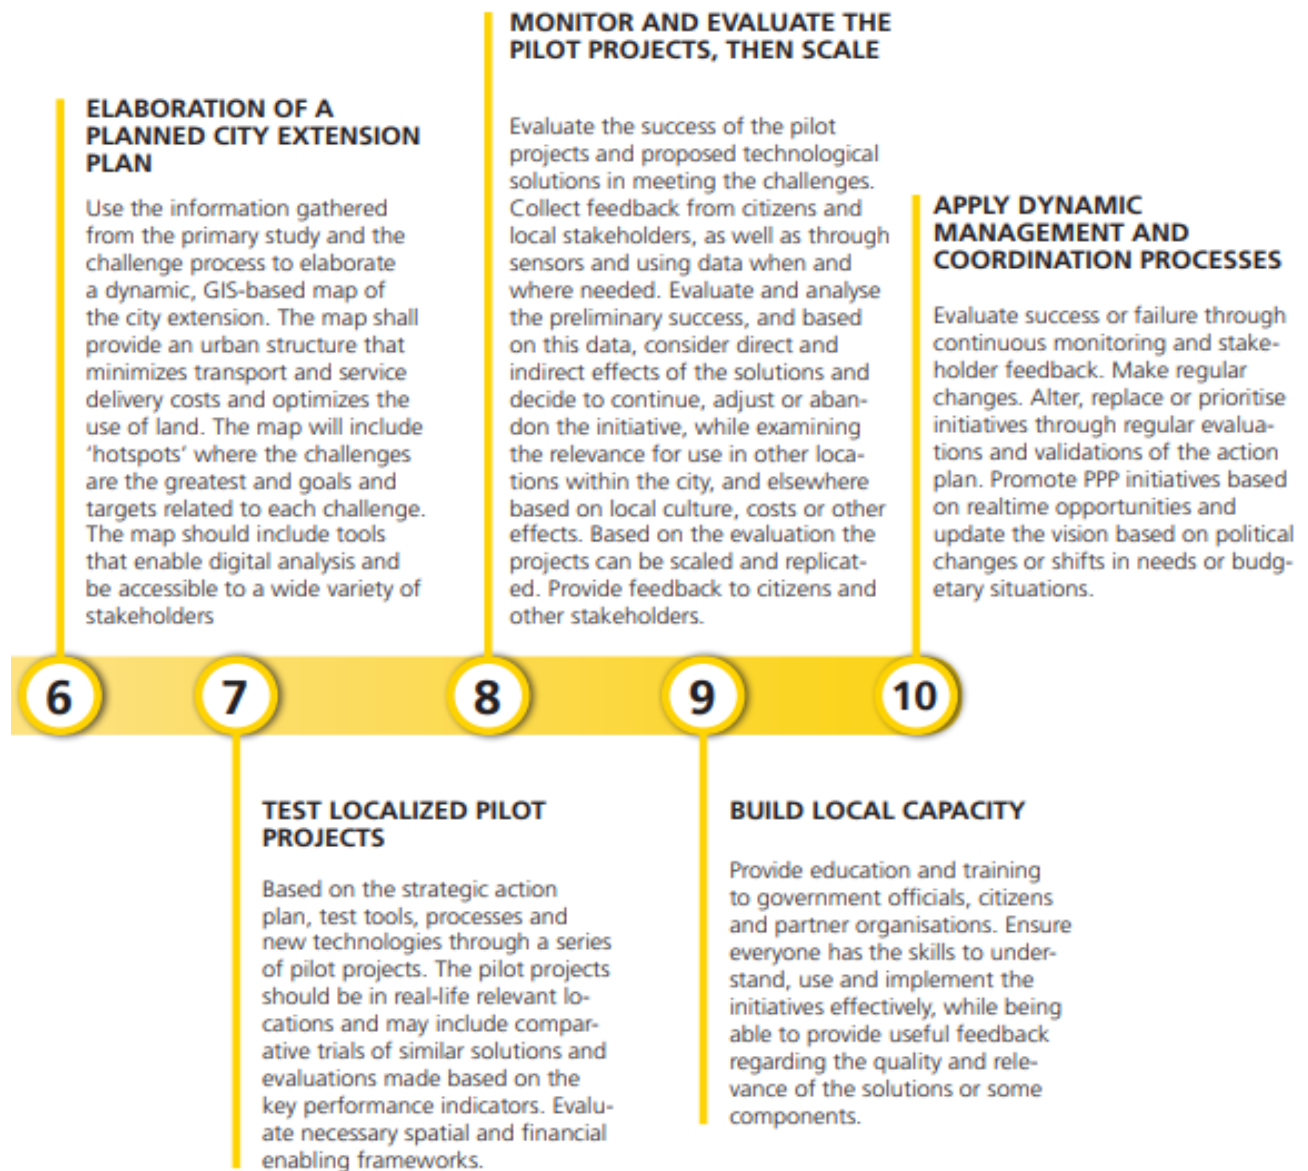 MONITOR AND EVALUATE THE
PILOT PROJECTS, THEN SCALE
ELABORATION OF A
PLANNED CITY EXTENSION
PLAN
Use the information gathered
from the primary study and the
challenge process to elaborate
a dynamic, GIS-based map of
the city extension. The map shall
provide an urban structure that
minimizes transport and service
delivery costs and optimizes the
use of land. The map will include
‘hotspots’ where the challenges
are the greatest and goals and
targets related to each challenge.
The map should include tools
that enable digital analysis and
be accessible to a wide variety of
stakeholders
Evaluate the success of the pilot
projects and proposed technological
solutions in meeting the challenges.
Collect feedback from citizens and
local stakeholders, as well as through
sensors and using data when and
where needed. Evaluate and analyse
the preliminary success, and based
on this data, consider direct and
indirect effects of the solutions and
decide to continue, adjust or aban-
don the initiative, while examining
the relevance for use in other loca-
tions within the city, and elsewhere
based on local culture, costs or other
effects. Based on the evaluation the
projects can be scaled and replicat-
ed. Provide feedback to citizens and
other stakeholders.
APPLY DYNAMIC
MANAGEMENT AND
COORDINATION PROCESSES
Evaluate success or failure through
continuous monitoring and stake-
holder feedback. Make regular
changes. Alter, replace or prioritise
initiatives through regular evalua-
tions and validations of the action
plan. Promote PPP initiatives based
on realtime opportunities and
update the vision based on political
changes or shifts in needs or budg-
etary situations.
6 7 8 9 10
TEST LOCALIZED PILOT
PROJECTS
Based on the strategic action
plan, test tools, processes and
new technologies through a series
of pilot projects. The pilot projects
should be in real-life relevant lo-
cations and may include compar-
ative trials of similar solutions and
evaluations made based on the
key performance indicators. Evalu-
ate necessary spatial and financial
enabling frameworks.
BUILD LOCAL CAPACITY
Provide education and training
to government officials, citizens
and partner organisations. Ensure
everyone has the skills to under-
stand, use and implement the
initiatives effectively, while being
able to provide useful feedback
regarding the quality and rele-
vance of the solutions or some
components.